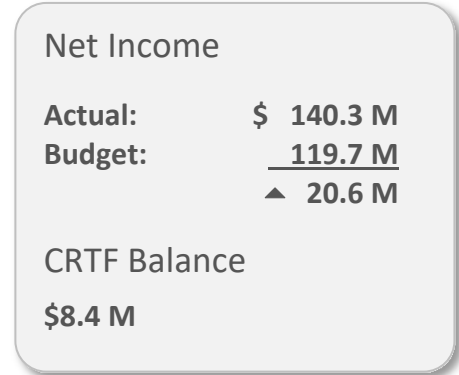 Net Income
Actual: $ 140.3 M
Budget: 119.7 M
▲ 20.6 M
CRTF Balance
$8.4 M